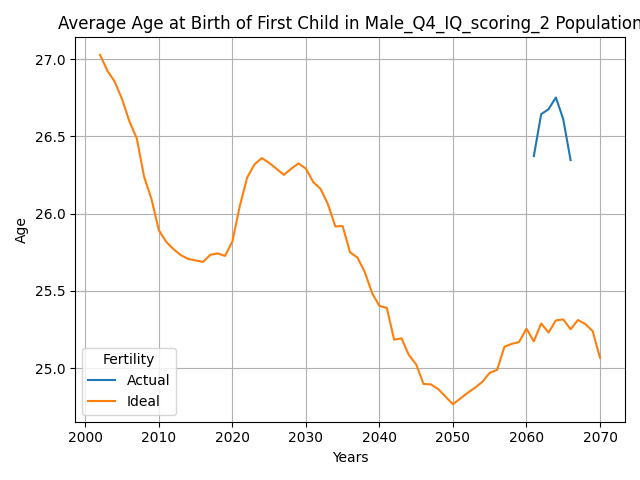 Average Age at Birth of First Child in Male_Q4_IQ_scoring_2 Population
27.0
26.5
26.0
25.5
25.0
Age
Fertility
Actual
Ideal
2000 2010 2020 2030 2040 2050 2060 2070
Years